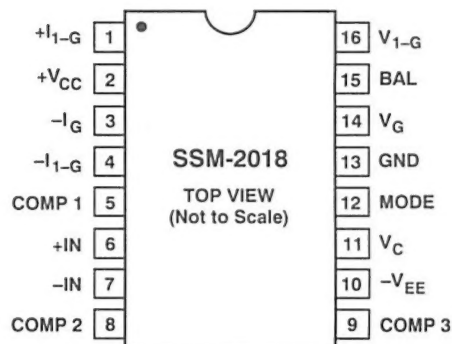 +I1–G 1
+VCC 2
–IG 3
–I1–G 4
COMP 1 5
+IN 6
–IN 7
COMP 2 8
SSM-2018
TOP VIEW
(Not to Scale)
16 V1–G
15 BAL
14 VG
13 GND
12 MODE
11 VC
10 –VEE
9 COMP 3